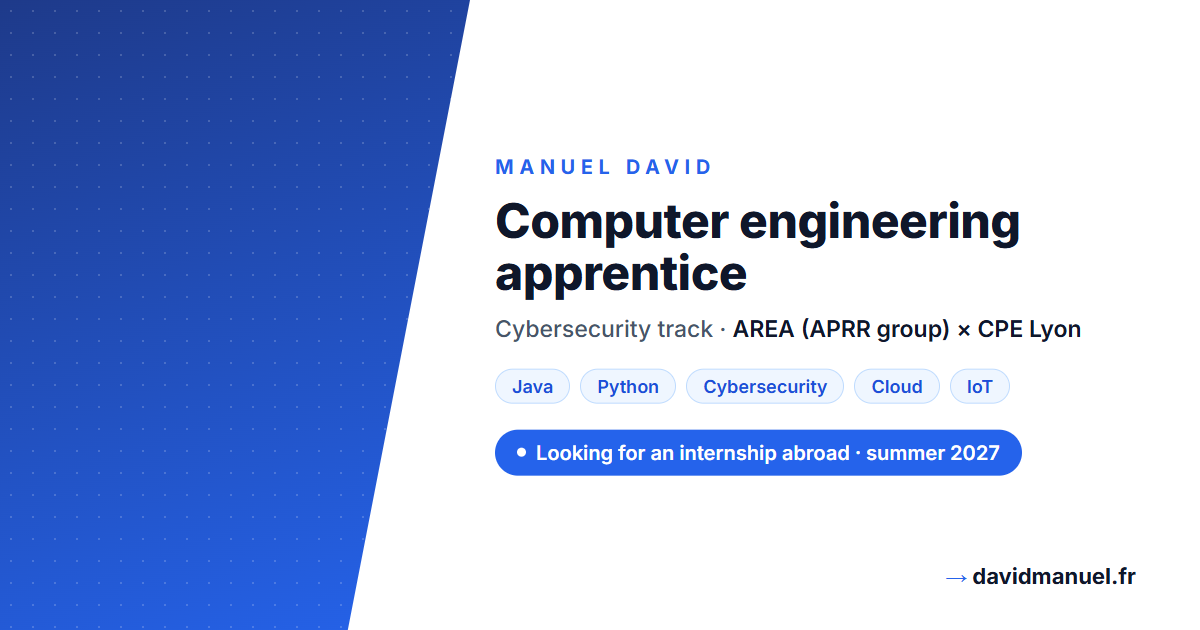 MANUEL DAVID
Computer engineering
apprentice
Cybersecurity track · AREA (APRR group) × CPE Lyon
Java Python Cybersecurity Cloud IoT
Looking for an internship abroad · summer 2027
→ davidmanuel.fr